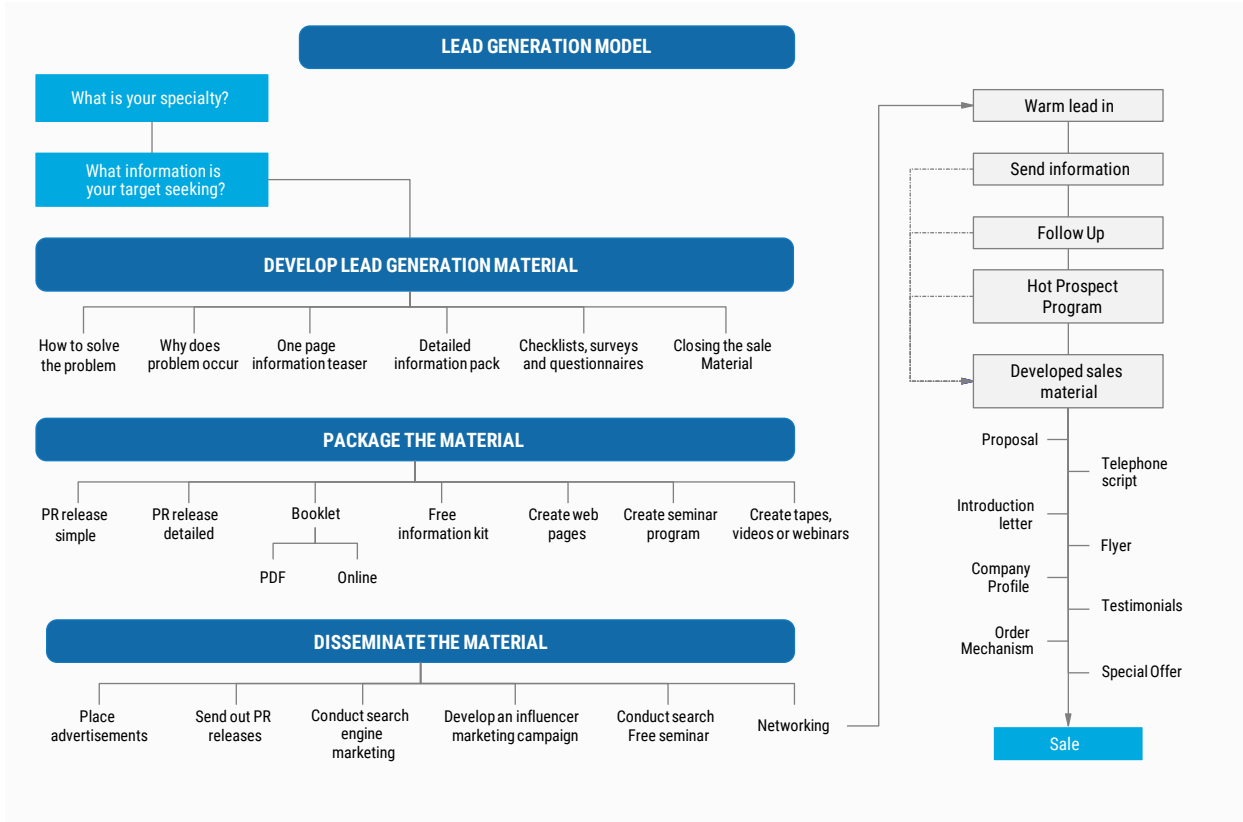 LEAD GENERATION MODEL
What is your specialty?
What information is
your target seeking?
DEVELOP LEAD GENERATION MATERIAL
How to solve
the problem
Why does
problem occur
One page
information teaser
Detailed
information pack
Checklists, surveys
and questionnaires
Closing the sale
Material
PACKAGE THE MATERIAL
PR release
simple
PR release
detailed
Booklet
PDF
Online
Free
information kit
Create web
pages
Create seminar
program
Create tapes,
videos or webinars
DISSEMINATE THE MATERIAL
Place
advertisements
Send out PR
releases
Conduct search
engine
marketing
Develop an influencer
marketing campaign
Conduct search
Free seminar
Networking
Warm lead in
Send information
Follow Up
Hot Prospect
Program
Developed sales
material
Proposal
Telephone
script
Introduction
letter
Flyer
Company
Profile
Testimonials
Order
Mechanism
Special Offer
Sale